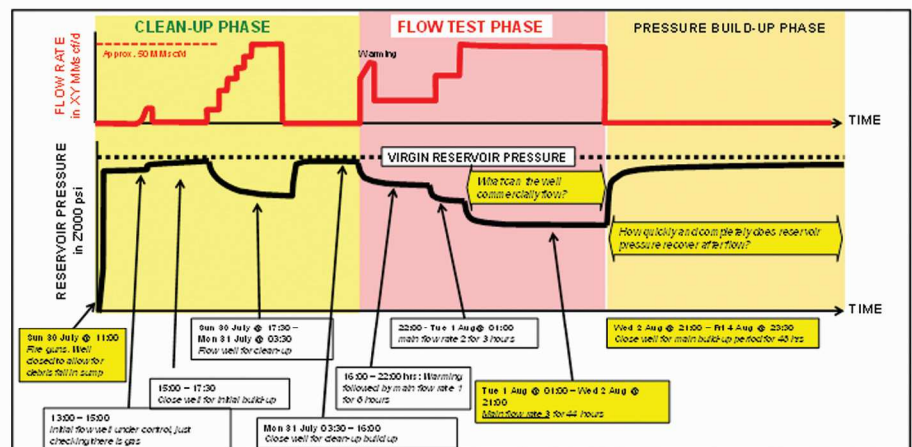 CLEAN-UP PHASE
FLOW TEST PHASE
PRESSURE BUILD-UP PHASE
FLOW RATE
in XY MMscf/d
Approx. 50 MMscf/d
Warming
TIME
VIRGIN RESERVOIR PRESSURE
RESERVOIR PRESSURE
in Z'000 psi
What can the well
commercially flow?
How quickly and completely does reservoir
pressure recover after flow?
TIME
Sun 30 July @ 11:00
Fire guns. Well
closed to allow for
debris fall in sump
Sun 30 July @ 17:30 –
Mon 31 July @ 03:30
Flow well for clean-up
22:00 - Tue 1 Aug @ 01:00
main flow rate 2 for 3 hours
Wed 2 Aug @ 21:00 – Fri 4 Aug @ 23:30
Close well for main build-up period for 48 hrs
15:00 – 17:30
Close well for initial build-up
16:00 – 22:00 hrs: Warming
followed by main flow rate 1
for 6 hours
Tue 1 Aug @ 01:00 – Wed 2 Aug @
21:00
Main flow rate 3 for 44 hours
13:00 – 15:00
Initial flow well under control, just
checking there is gas
Mon 31 July 03:30 – 16:00
Close well for clean-up build up